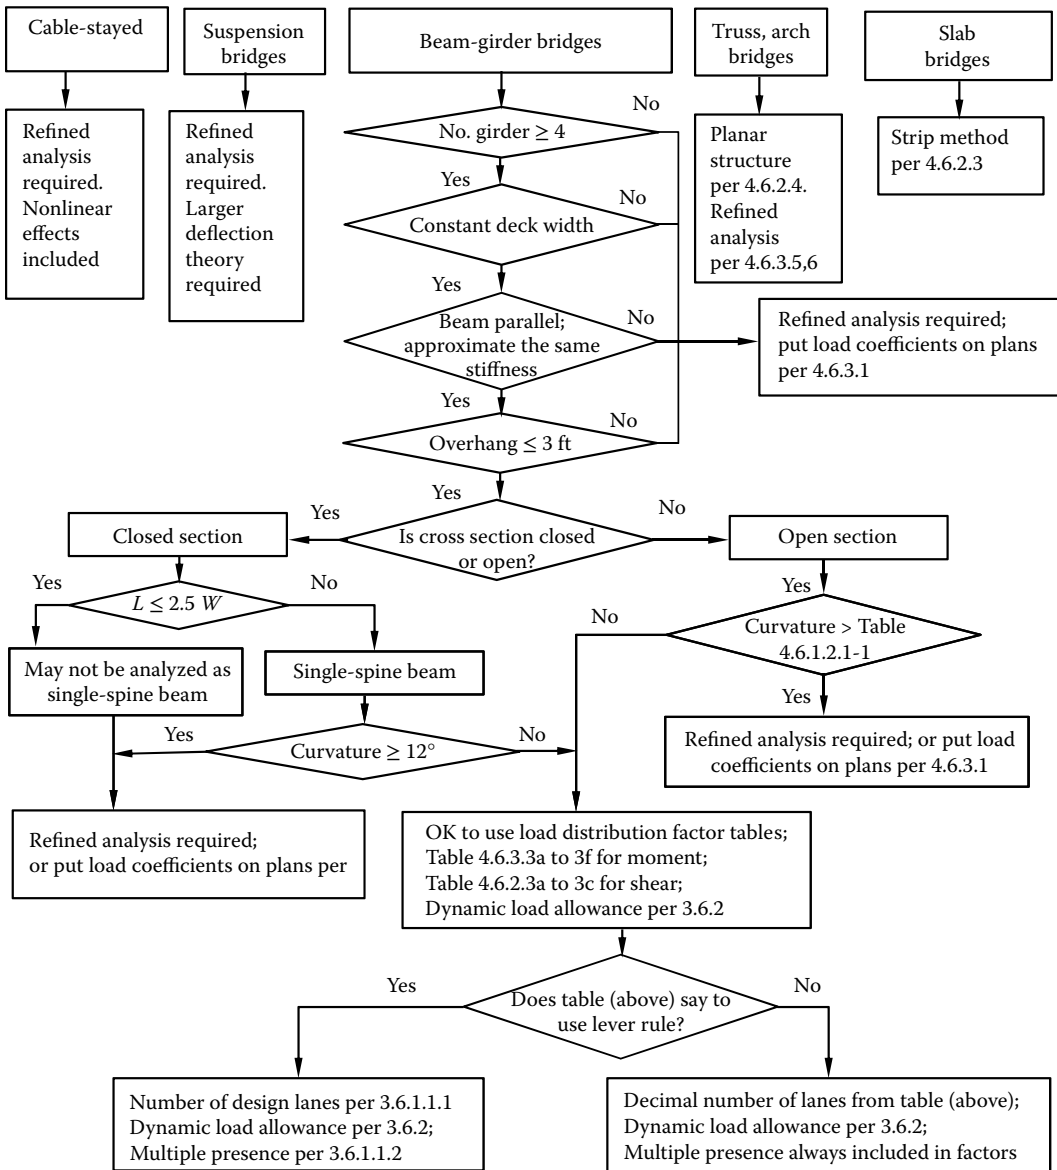 Cable-stayed
Suspension
bridges
Beam-girder bridges
Truss, arch
bridges
Slab
bridges
Refined
analysis
required.
Nonlinear
effects
included
Refined
analysis
required.
Larger
deflection
theory
required
No
No. girder ≥ 4
Yes
No
Constant deck width
Yes
Beam parallel;
approximate the same
stiffness
No
Yes
No
Overhang ≤ 3 ft
Yes
Planar
structure
per 4.6.2.4.
Refined
analysis
per 4.6.3.5,6
Strip method
per 4.6.2.3
Refined analysis required;
put load coefficients on plans
per 4.6.3.1
Yes
Is cross section closed
or open?
No
Closed section
Open section
Yes
L ≤ 2.5 W
No
Yes
No
Curvature > Table
4.6.1.2.1-1
Yes
May not be analyzed as
single-spine beam
Single-spine beam
Yes
Curvature ≥ 12°
No
Refined analysis required; or put load
coefficients on plans per 4.6.3.1
Refined analysis required;
or put load coefficients on plans per
OK to use load distribution factor tables;
Table 4.6.3.3a to 3f for moment;
Table 4.6.2.3a to 3c for shear;
Dynamic load allowance per 3.6.2
Yes
Does table (above) say to
use lever rule?
No
Number of design lanes per 3.6.1.1.1
Dynamic load allowance per 3.6.2;
Multiple presence per 3.6.1.1.2
Decimal number of lanes from table (above);
Dynamic load allowance per 3.6.2;
Multiple presence always included in factors